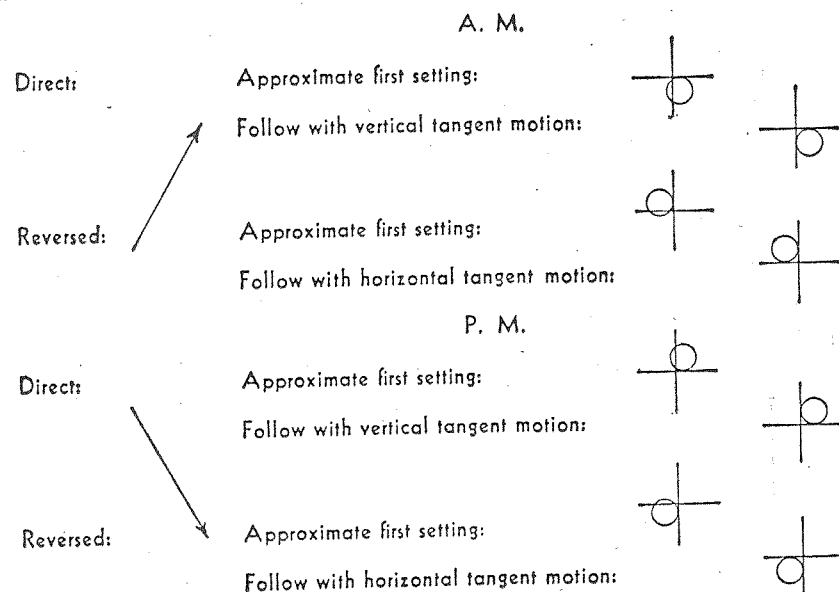 A. M.
Direct: Approximate first setting:
Follow with vertical tangent motion:
Reversed: Approximate first setting:
Follow with horizontal tangent motion:
P. M.
Direct: Approximate first setting:
Follow with vertical tangent motion:
Reversed: Approximate first setting:
Follow with horizontal tangent motion: